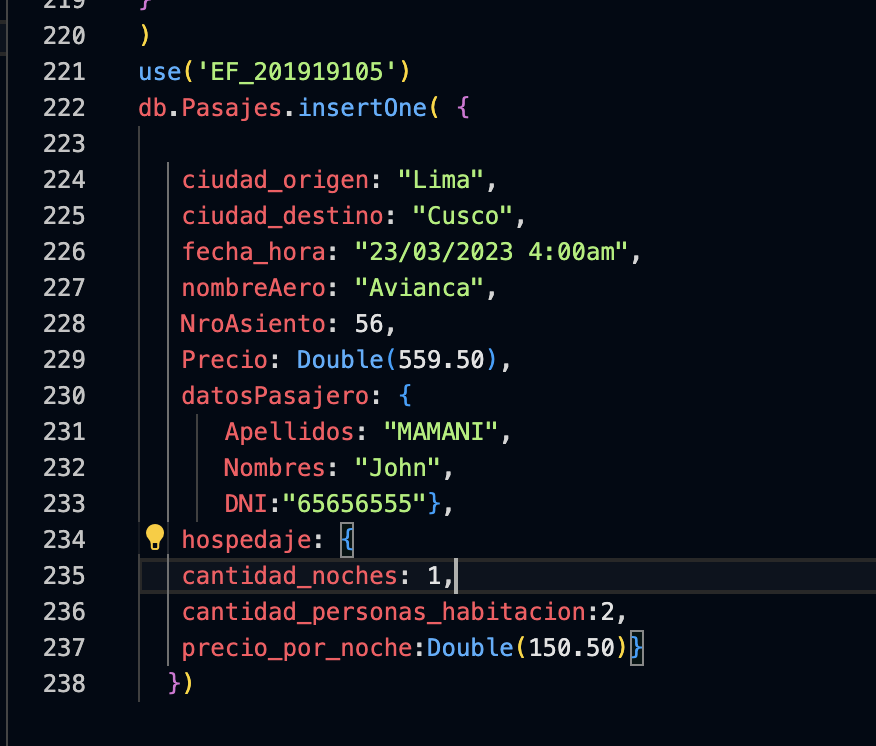 219 }
220 )
221 use('EF_201919105')
222 db.Pasajes.insertOne( {
223
224 ciudad_origen: "Lima",
225 ciudad_destino: "Cusco",
226 fecha_hora: "23/03/2023 4:00am",
227 nombreAero: "Avianca",
228 NroAsiento: 56,
229 Precio: Double(559.50),
230 datosPasajero: {
231 Apellidos: "MAMANI",
232 Nombres: "John",
233 DNI:"65656555"},
234 hospedaje: {
235 cantidad_noches: 1,
236 cantidad_personas_habitacion:2,
237 precio_por_noche:Double(150.50)}
238 })